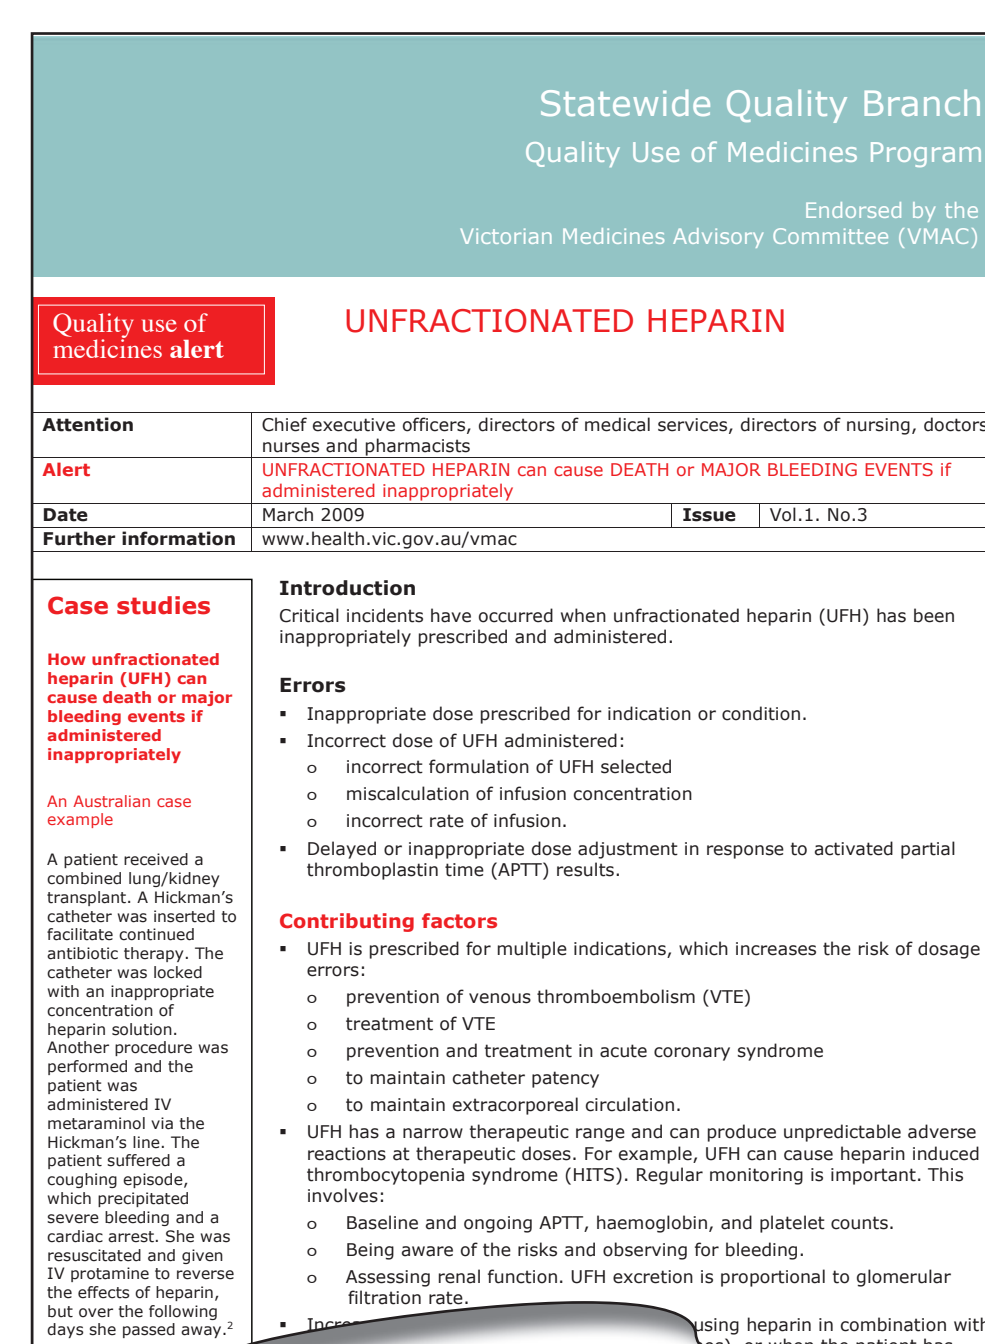 Statewide Quality Branch
Quality Use of Medicines Program
Endorsed by the
Victorian Medicines Advisory Committee (VMAC)
Quality use of
medicines alert
UNFRACTIONATED HEPARIN
Attention
Chief executive officers, directors of medical services, directors of nursing, doctors
nurses and pharmacists
Alert
UNFRACTIONATED HEPARIN can cause DEATH or MAJOR BLEEDING EVENTS if
administered inappropriately
Date
March 2009
Issue
Vol.1. No.3
Further information
www.health.vic.gov.au/vmac
Case studies
How unfractionated
heparin (UFH) can
cause death or major
bleeding events if
administered
inappropriately
An Australian case
example
A patient received a
combined lung/kidney
transplant. A Hickman's
catheter was inserted to
facilitate continued
antibiotic therapy. The
catheter was locked
with an inappropriate
concentration of
heparin solution.
Another procedure was
performed and the
patient was
administered IV
metaraminol via the
Hickman's line. The
patient suffered a
coughing episode,
which precipitated
severe bleeding and a
cardiac arrest. She was
resuscitated and given
IV protamine to reverse
the effects of heparin,
but over the following
days she passed away.²
Introduction
Critical incidents have occurred when unfractionated heparin (UFH) has been
inappropriately prescribed and administered.
Errors
▪ Inappropriate dose prescribed for indication or condition.
▪ Incorrect dose of UFH administered:
o incorrect formulation of UFH selected
o miscalculation of infusion concentration
o incorrect rate of infusion.
▪ Delayed or inappropriate dose adjustment in response to activated partial
thromboplastin time (APTT) results.
Contributing factors
▪ UFH is prescribed for multiple indications, which increases the risk of dosage
errors:
o prevention of venous thromboembolism (VTE)
o treatment of VTE
o prevention and treatment in acute coronary syndrome
o to maintain catheter patency
o to maintain extracorporeal circulation.
▪ UFH has a narrow therapeutic range and can produce unpredictable adverse
reactions at therapeutic doses. For example, UFH can cause heparin induced
thrombocytopenia syndrome (HITS). Regular monitoring is important. This
involves:
o Baseline and ongoing APTT, haemoglobin, and platelet counts.
o Being aware of the risks and observing for bleeding.
o Assessing renal function. UFH excretion is proportional to glomerular
filtration rate.
▪ using heparin in combination with
or when the patient has